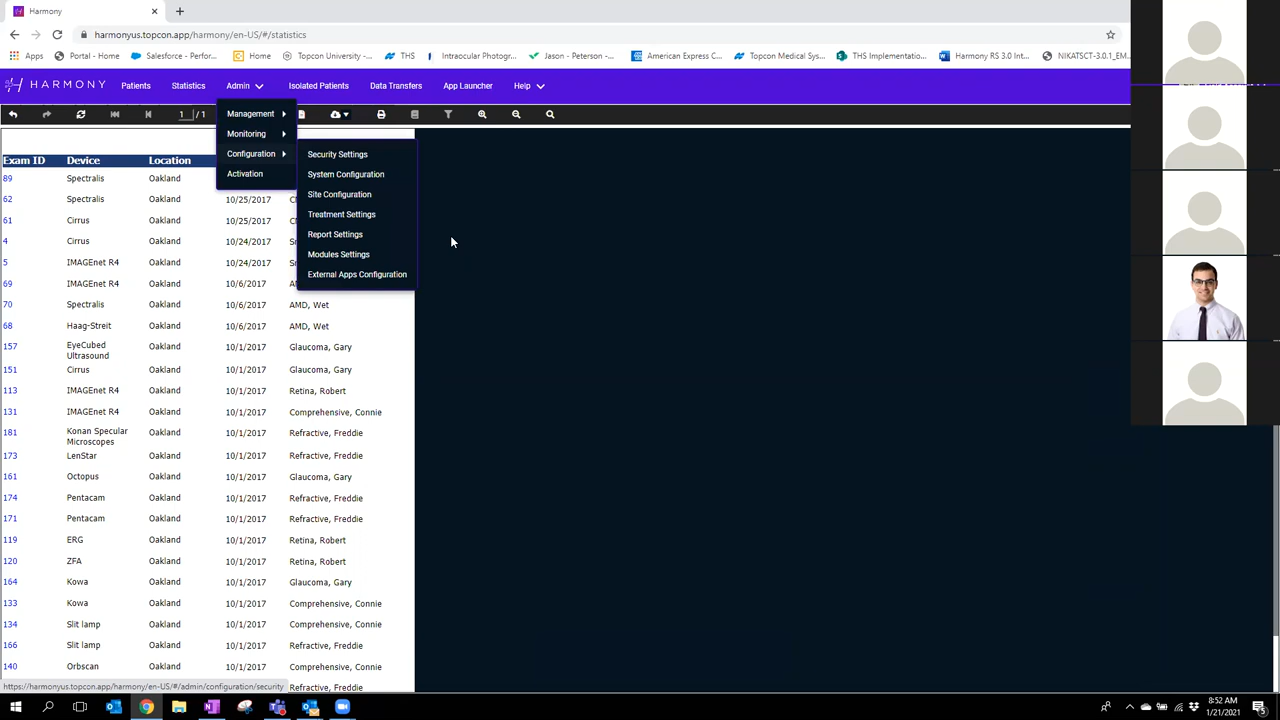 Harmony
harmonyus.topcon.app/harmony/en-US/#/statistics
Apps Portal - Home Salesforce - Perfor... Home Topcon University -... THS Intraocular Photogr... Jason - Peterson -... American Express C... Topcon Medical Sys... THS Implementatio... Harmony RS 3.0 Int... NIKATSCT-3.0.1_EM...
HARMONY Patients Statistics Admin Isolated Patients Data Transfers App Launcher Help
1 / 1
Management
Monitoring
Configuration
Activation
Security Settings
System Configuration
Site Configuration
Treatment Settings
Report Settings
Modules Settings
External Apps Configuration
Exam ID Device Location
89 Spectralis Oakland
62 Spectralis Oakland 10/25/2017
61 Cirrus Oakland 10/25/2017
4 Cirrus Oakland 10/24/2017
5 IMAGEnet R4 Oakland 10/24/2017
69 IMAGEnet R4 Oakland 10/6/2017
70 Spectralis Oakland 10/6/2017 AMD, Wet
68 Haag-Streit Oakland 10/6/2017 AMD, Wet
157 EyeCubed Ultrasound Oakland 10/1/2017 Glaucoma, Gary
151 Cirrus Oakland 10/1/2017 Glaucoma, Gary
113 IMAGEnet R4 Oakland 10/1/2017 Retina, Robert
131 IMAGEnet R4 Oakland 10/1/2017 Comprehensive, Connie
181 Konan Specular Microscopes Oakland 10/1/2017 Refractive, Freddie
173 LenStar Oakland 10/1/2017 Refractive, Freddie
161 Octopus Oakland 10/1/2017 Glaucoma, Gary
174 Pentacam Oakland 10/1/2017 Refractive, Freddie
171 Pentacam Oakland 10/1/2017 Refractive, Freddie
119 ERG Oakland 10/1/2017 Retina, Robert
120 ZFA Oakland 10/1/2017 Retina, Robert
164 Kowa Oakland 10/1/2017 Glaucoma, Gary
133 Kowa Oakland 10/1/2017 Comprehensive, Connie
134 Slit lamp Oakland 10/1/2017 Comprehensive, Connie
166 Slit lamp Oakland 10/1/2017 Refractive, Freddie
140 Orbscan Oakland 10/1/2017 Comprehensive, Connie
Refractive, Freddie
https://harmonyus.topcon.app/harmony/en-US/#/admin/configuration/security
8:52 AM
1/21/2021